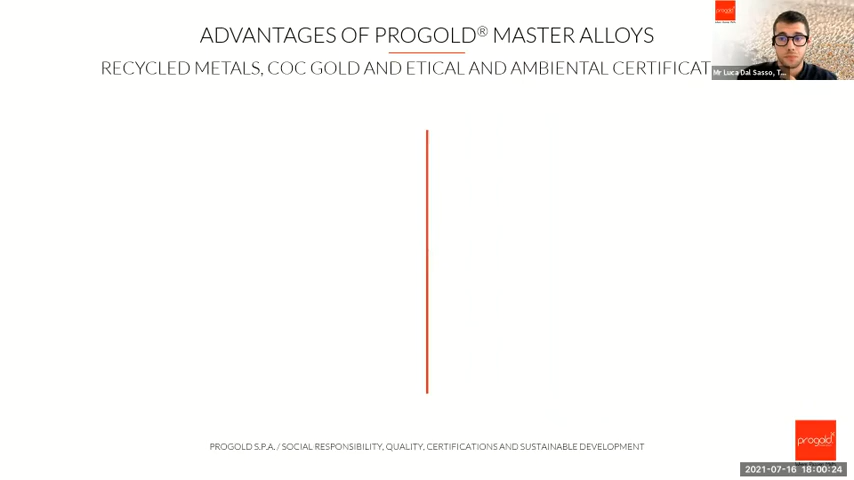 ADVANTAGES OF PROGOLD® MASTER ALLOYS
RECYCLED METALS, COC GOLD AND ETICAL AND AMBIENTAL CERTIFICAT
progold
Mr Luca Dal Sasso, T...
PROGOLD S.P.A. / SOCIAL RESPONSIBILITY, QUALITY, CERTIFICATIONS AND SUSTAINABLE DEVELOPMENT
progold
2021-07-16 18:00:24